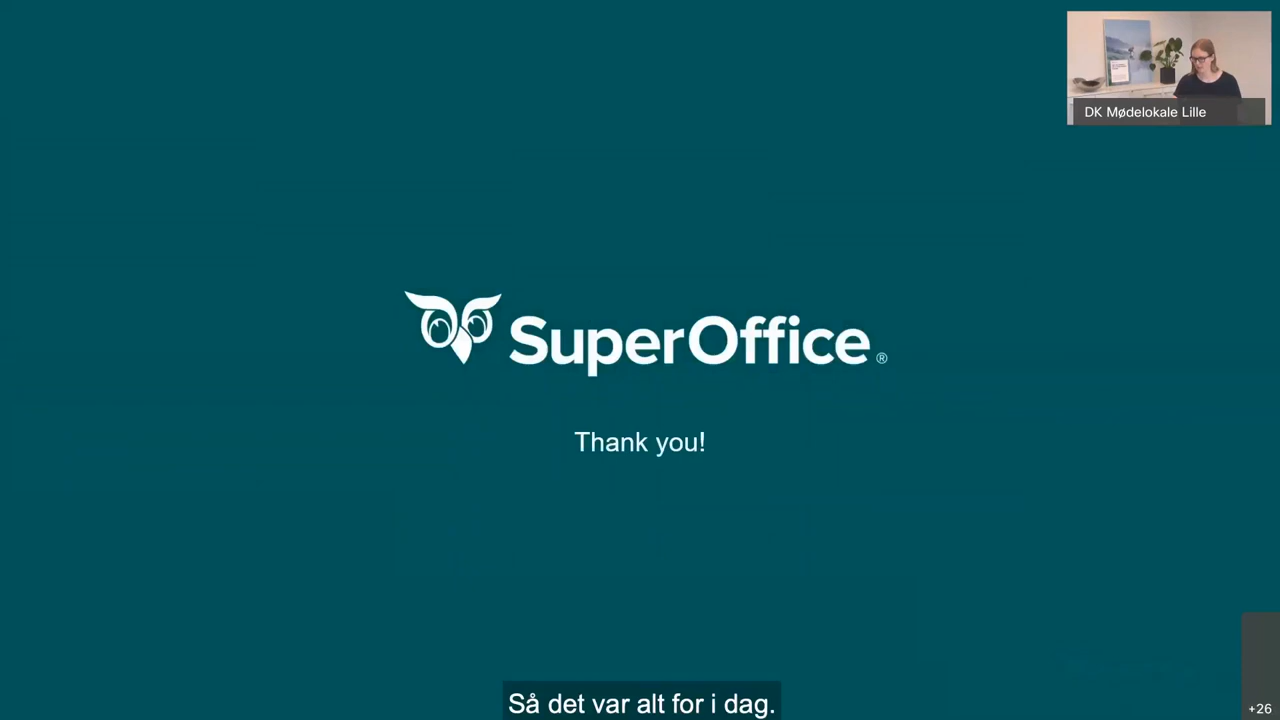 DK Mødelokale Lille
SuperOffice®
Thank you!
Så det var alt for i dag.
+26